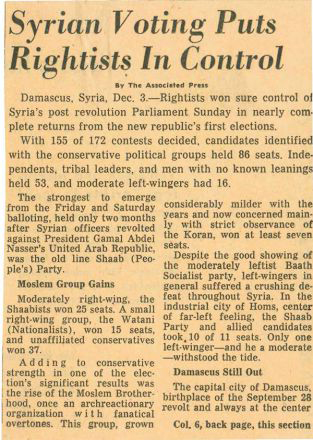 Syrian Voting Puts
Rightists In Control
By The Associated Press
Damascus, Syria, Dec. 3.—Rightists won sure control of
Syria's post revolution Parliament Sunday in nearly com-
plete returns from the new republic's first elections.
With 155 of 172 contests decided, candidates identified
with the conservative political groups held 86 seats. Inde-
pendents, tribal leaders, and men with no known leanings
held 53, and moderate left-wingers had 16.
The strongest to emerge
from the Friday and Saturday
balloting, held only two months
after Syrian officers revolted
against President Gamal Abdel
Nasser's United Arab Republic,
was the old line Shaab (Peo-
ple's) Party.
Moslem Group Gains
Moderately right-wing, the
Shaabists won 25 seats. A small
right-wing group, the Watani
(Nationalists), won 15 seats,
and unaffiliated conservatives
won 37.
Adding to conservative
strength in one of the elec-
tion's significant results was
the rise of the Moslem Brother-
hood, once an archreactionary
organization with fanatical
overtones. This group, grown
considerably milder with the
years and now concerned main-
ly with strict observance of
the Koran, won at least seven
seats.
Despite the good showing of
the moderately leftist Baath
Socialist party, left-wingers in
general suffered a crushing de-
feat throughout Syria. In the
industrial city of Homs, center
of far-left feeling, the Shaab
Party and allied candidates
took 10 of 11 seats. Only one
left-winger—and he a moderate
—withstood the tide.
Damascus Still Out
The capital city of Damascus,
birthplace of the September 28
revolt and always at the center
Col. 6, back page, this section